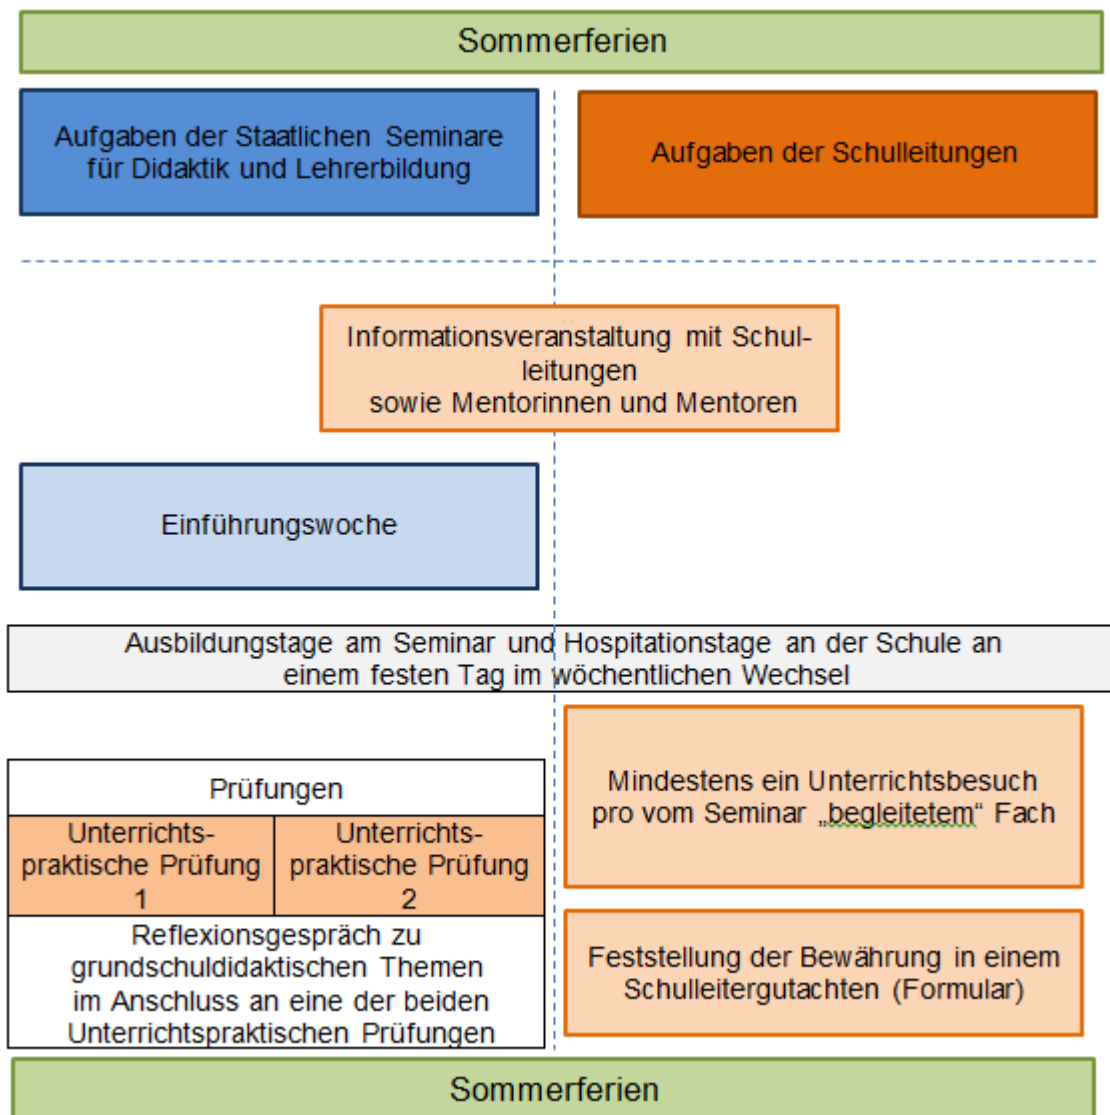 Sommerferien
Aufgaben der Staatlichen Seminare
für Didaktik und Lehrerbildung
Aufgaben der Schulleitungen
Informationsveranstaltung mit Schul-
leitungen
sowie Mentorinnen und Mentoren
Einführungswoche
Ausbildungstage am Seminar und Hospitationstage an der Schule an
einem festen Tag im wöchentlichen Wechsel
Prüfungen
Unterrichts-
praktische Prüfung
1
Unterrichts-
praktische Prüfung
2
Reflexionsgespräch zu
grundschuldidaktischen Themen
im Anschluss an eine der beiden
Unterrichtspraktischen Prüfungen
Mindestens ein Unterrichtsbesuch
pro vom Seminar „begleitetem“ Fach
Feststellung der Bewährung in einem
Schulleitergutachten (Formular)
Sommerferien